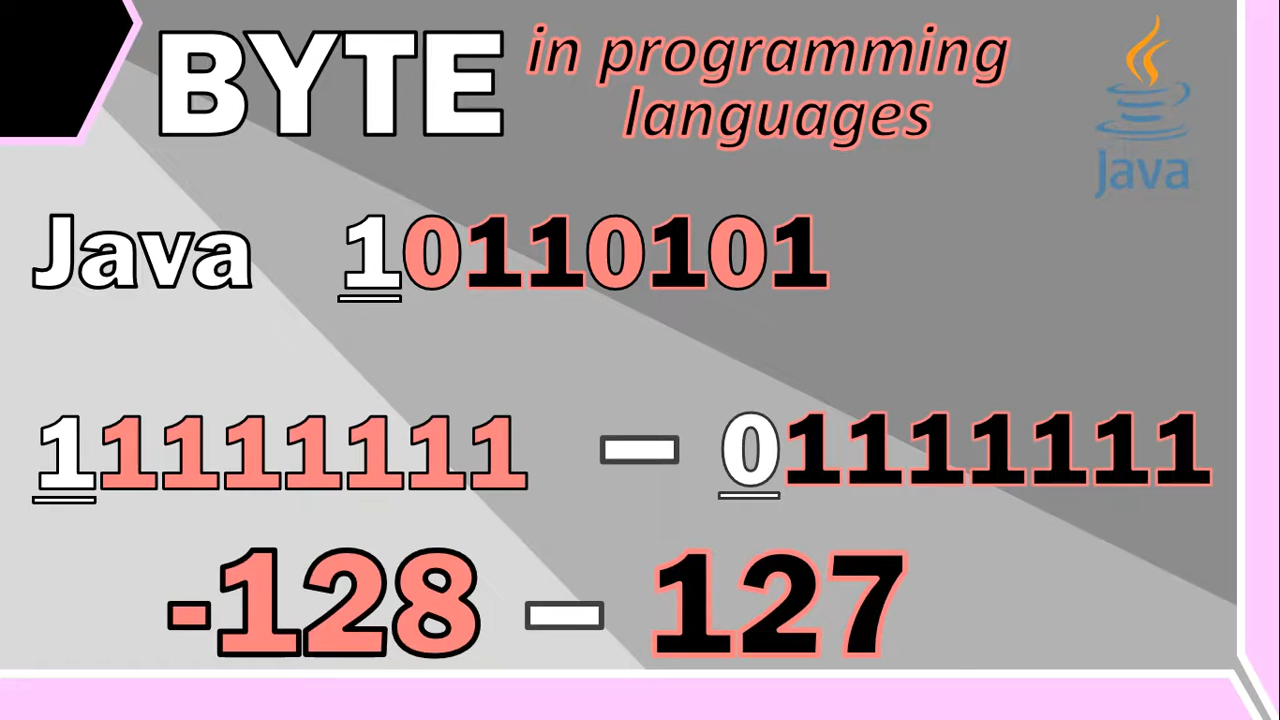 BYTE in programming
languages
Java
Java 10110101
11111111 – 01111111
-128 – 127